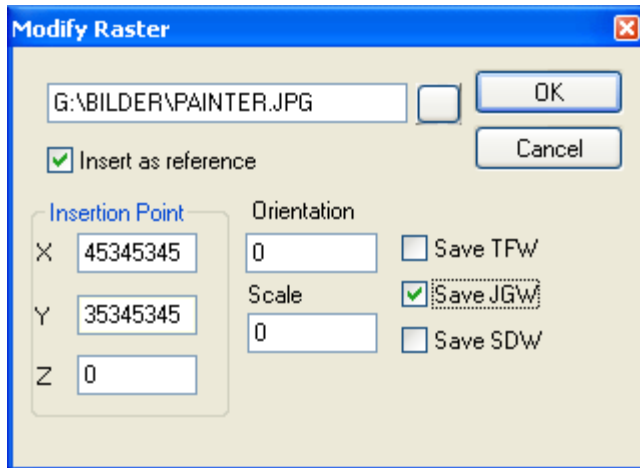 Modify Raster
G:\BILDER\PAINTER.JPG
OK
Insert as reference
Cancel
Insertion Point
X 45345345
Y 35345345
Z 0
Orientation
0
Scale
0
Save TFW
Save JGW
Save SDW